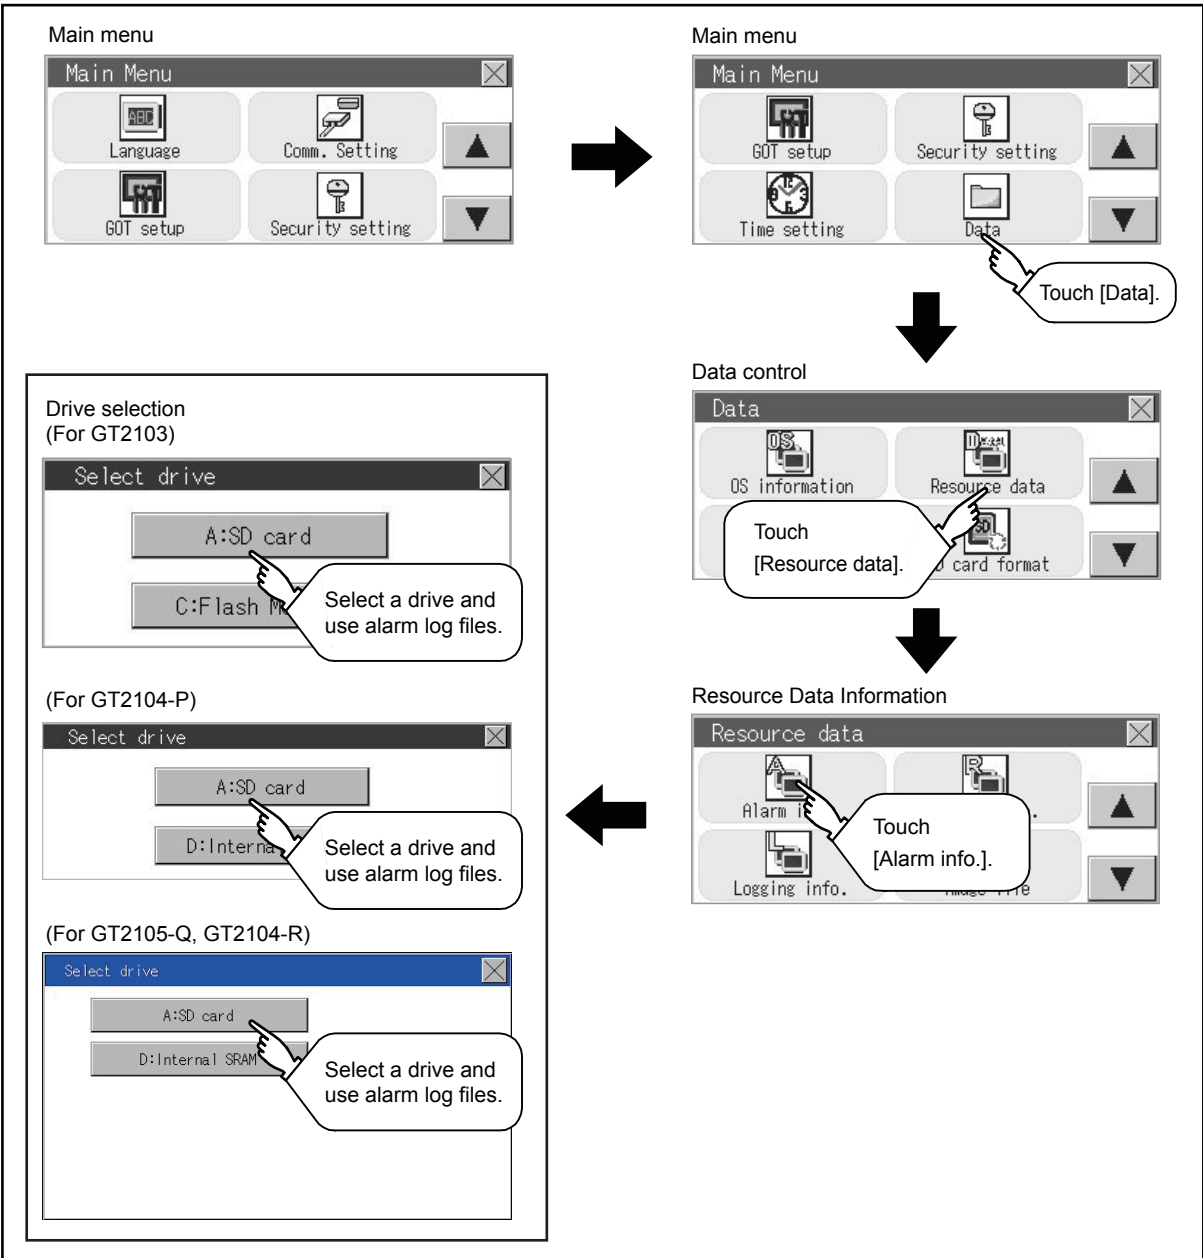 Main menu
Main Menu
ABC
Language
Comm. Setting
GOT setup
Security setting
Main menu
Main Menu
GOT setup
Security setting
Time setting
Data
Touch [Data].
Data control
Data
OS
OS information
Resource data
Touch
[Resource data].
SD
card format
Resource Data Information
Resource data
A
R
Alarm
Touch
[Alarm info.].
L
Logging info.
Drive selection
(For GT2103)
Select drive
A:SD card
C:Flash
Select a drive and
use alarm log files.
(For GT2104-P)
Select drive
A:SD card
Select a drive and
use alarm log files.
(For GT2105-Q, GT2104-R)
Select drive
A:SD card
D:Internal SRAM
Select a drive and
use alarm log files.